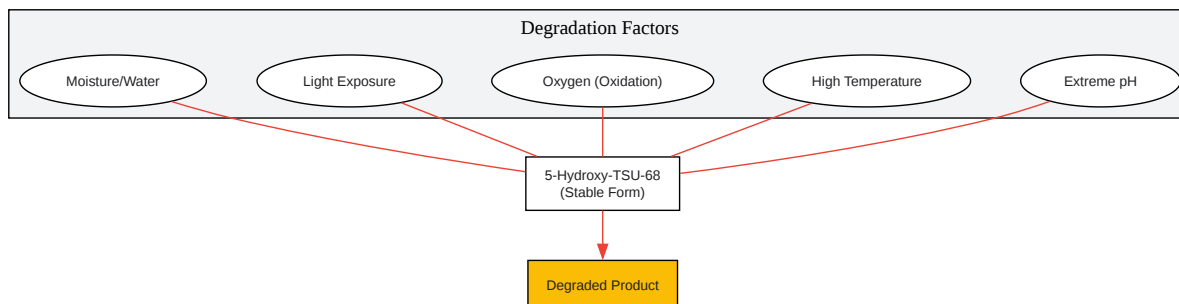 Degradation Factors
Moisture/Water
Light Exposure
Oxygen (Oxidation)
High Temperature
Extreme pH
5-Hydroxy-TSU-68
(Stable Form)
Degraded Product